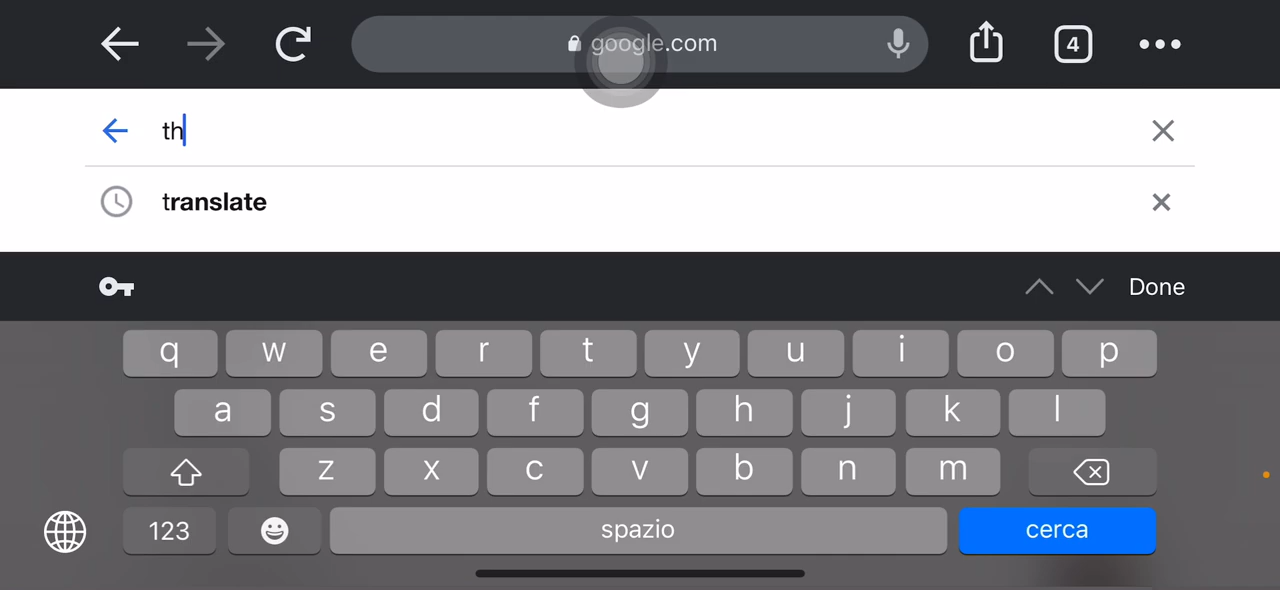 google.com
4
th
translate
Done
q w e r t y u i o p
a s d f g h j k l
z x c v b n m
123 spazio cerca